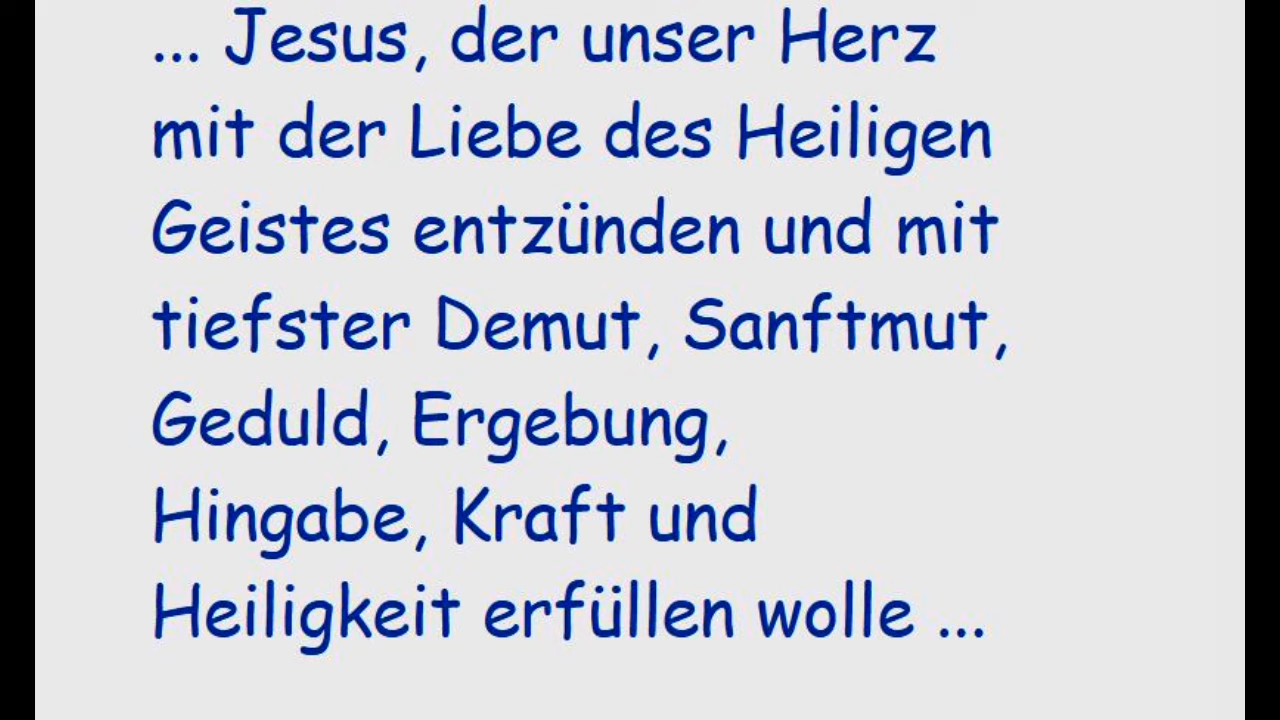 ... Jesus, der unser Herz
mit der Liebe des Heiligen
Geistes entzünden und mit
tiefster Demut, Sanftmut,
Geduld, Ergebung,
Hingabe, Kraft und
Heiligkeit erfüllen wolle ...